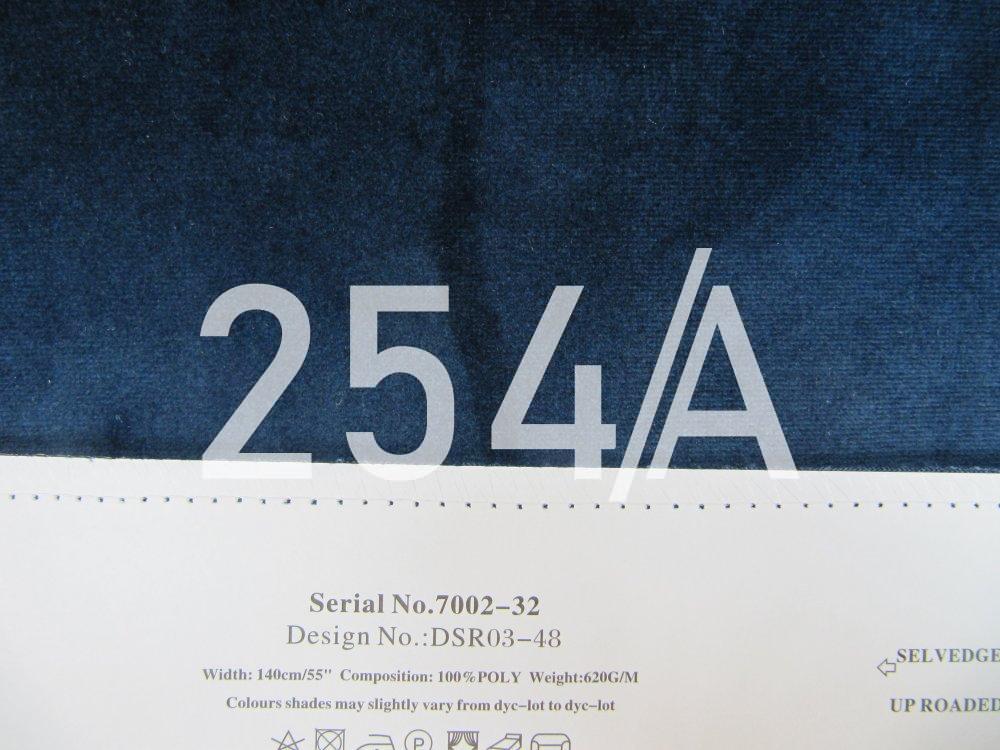 254/A
Serial No.7002-32
Design No.:DSR03-48
Width: 140cm/55" Composition: 100%POLY Weight:620G/M
Colours shades may slightly vary from dyc-lot to dyc-lot
P
SELVEDGE
UP ROADED